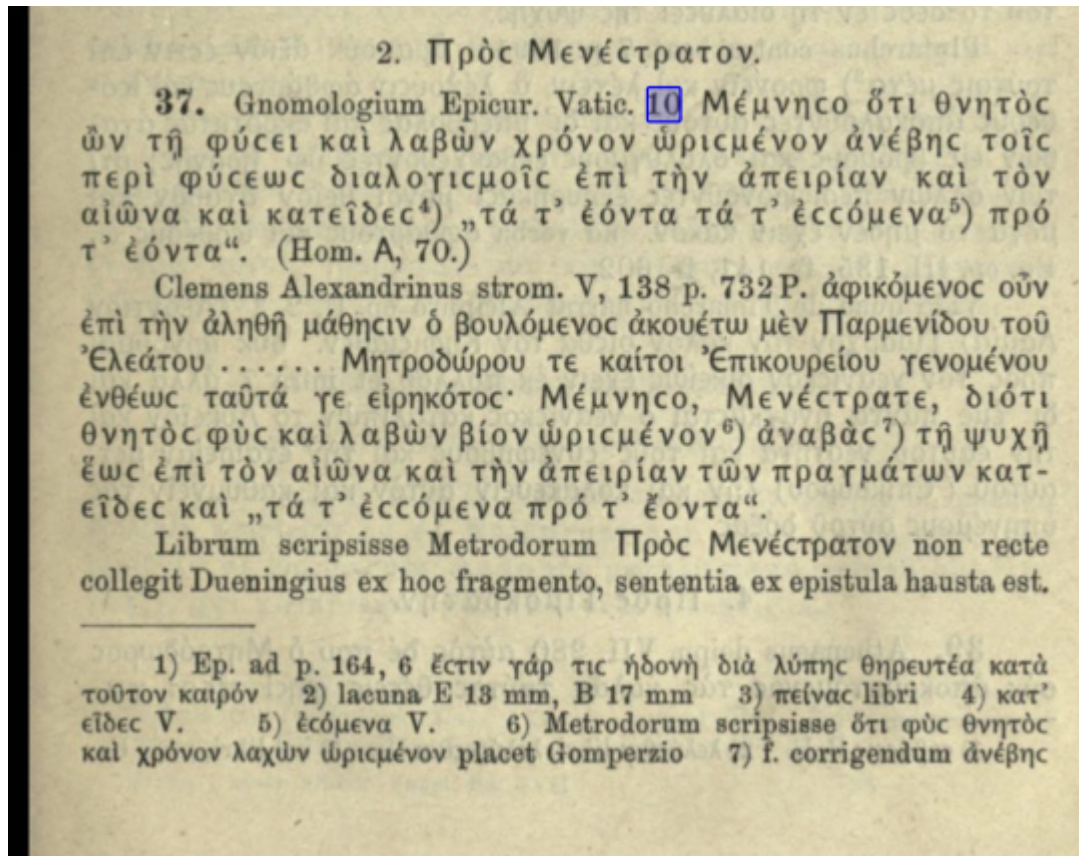 2. Πρὸς Μενέϲτρατον.
37. Gnomologium Epicur. Vatic. 10 Μέμνηϲο ὅτι θνητὸϲ
ὢν τῇ φύϲει καὶ λαβὼν χρόνον ὡριϲμένον ἀνέβηϲ τοῖϲ
περὶ φύϲεωϲ διαλογιϲμοῖϲ ἐπὶ τὴν ἀπειρίαν καὶ τὸν
αἰῶνα καὶ κατεῖδεϲ⁴) „τά τ’ ἐόντα τά τ’ ἐϲϲόμενα⁵) πρό
τ’ ἐόντα“. (Hom. A, 70.)
Clemens Alexandrinus strom. V, 138 p. 732 P. ἀφικόμενοϲ οὖν
ἐπὶ τὴν ἀληθῆ μάθηϲιν ὁ βουλόμενοϲ ἀκουέτω μὲν Παρμενίδου τοῦ
Ἐλεάτου ...... Μητροδώρου τε καίτοι Ἐπικουρείου γενομένου
ἐνθέωϲ ταῦτά γε εἰρηκότοϲ· Μέμνηϲο, Μενέϲτρατε, διότι
θνητὸϲ φὺϲ καὶ λαβὼν βίον ὡριϲμένον⁶) ἀναβὰϲ⁷) τῇ ψυχῇ
ἕωϲ ἐπὶ τὸν αἰῶνα καὶ τὴν ἀπειρίαν τῶν πραγμάτων κατ-
εῖδεϲ καὶ „τά τ’ ἐϲϲόμενα πρό τ’ ἔοντα“.
Librum scripsisse Metrodorum Πρὸϲ Μενέϲτρατον non recte
collegit Dueningius ex hoc fragmento, sententia ex epistula hausta est.
1) Ep. ad p. 164, 6 ἔϲτιν γάρ τιϲ ἡδονὴ διὰ λύπηϲ θηρευτέα κατὰ
τοῦτον καιρόν 2) lacuna E 13 mm, B 17 mm 3) πείναϲ libri 4) κατ
εῖδεϲ V. 5) ἐϲόμενα V. 6) Metrodorum scripsisse ὅτι φὺϲ θνητὸϲ
καὶ χρόνον λαχὼν ὡριϲμένον placet Gomperzio 7) f. corrigendum ἀνέβηϲ